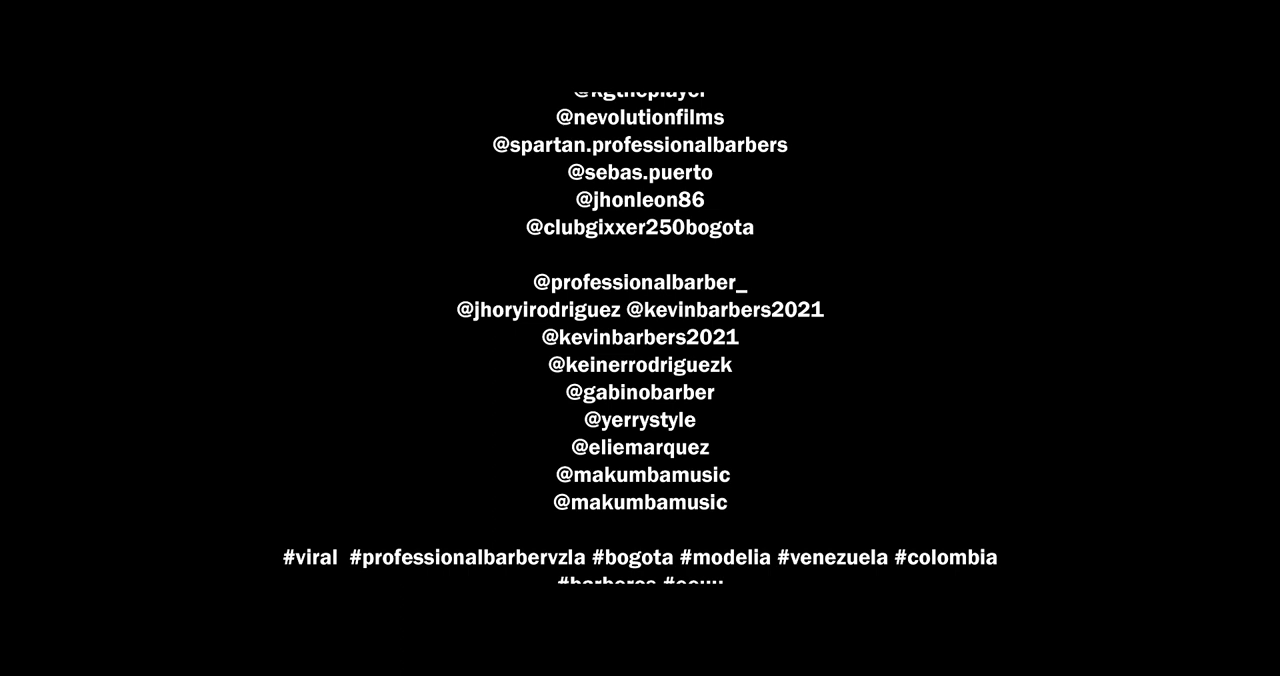 @kgtheplayer
@nevolutionfilms
@spartan.professionalbarbers
@sebas.puerto
@jhonleon86
@clubgixxer250bogota
@professionalbarber_
@jhoryirodriguez @kevinbarbers2021
@kevinbarbers2021
@keinerrodriguezk
@gabinobarber
@yerrystyle
@eliemarquez
@makumbamusic
@makumbamusic
#viral #professionalbarbervzla #bogota #modelia #venezuela #colombia